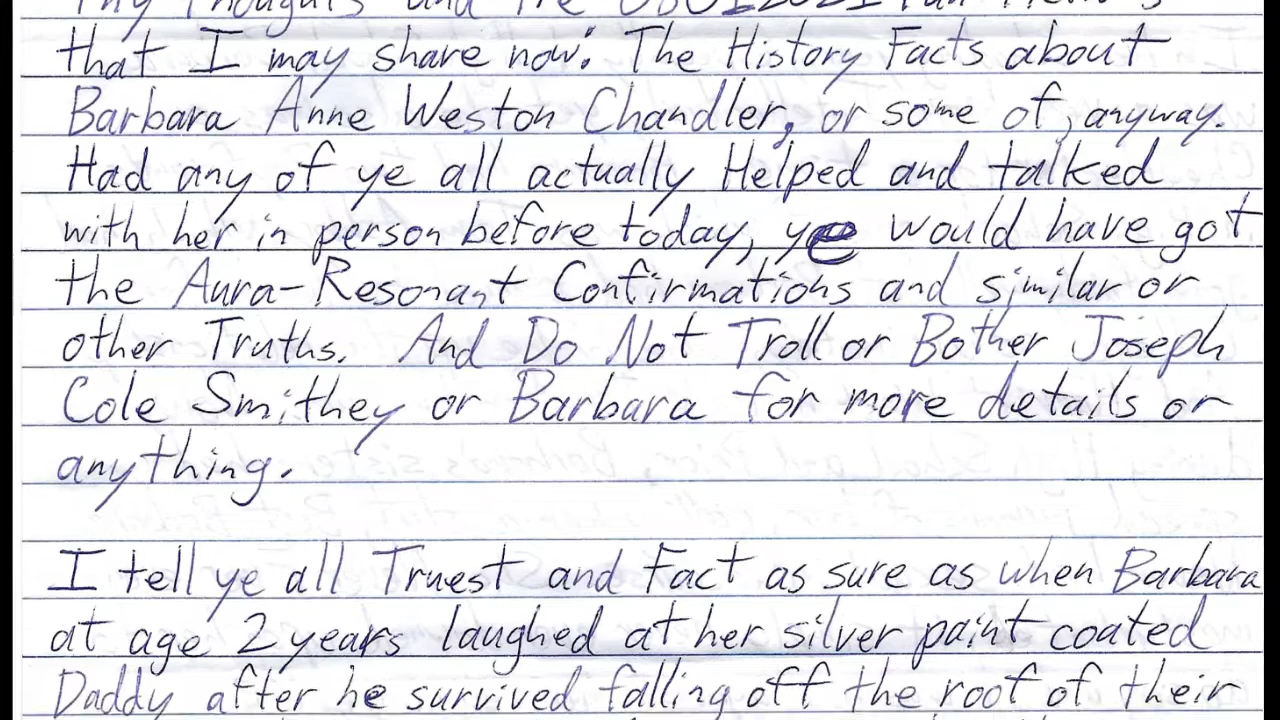 Thy Thoughts and the
that I may share now: The History Facts about
Barbara Anne Weston Chandler, or some of, anyway.
Had any of ye all actually Helped and talked
with her in person before today, ye would have got
the Aura-Resonant Confirmations and similar or
other Truths. And Do Not Troll or Bother Joseph
Cole Smithey or Barbara for more details or
anything.
I tell ye all Truest and Fact as sure as when Barbara
at age 2 years laughed at her silver paint coated
Daddy after he survived falling off the roof of their